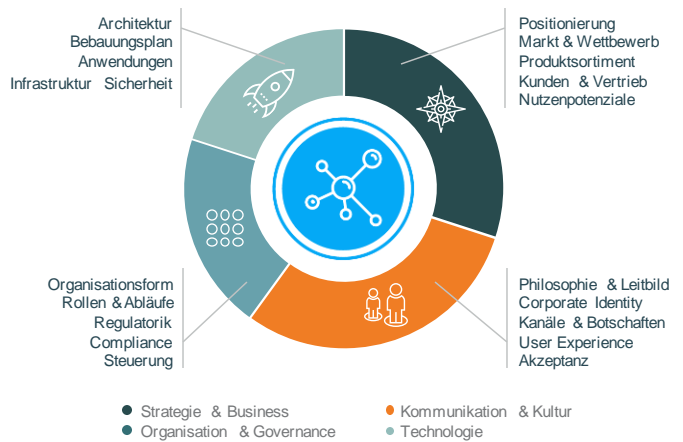 Architektur
Bebauungsplan
Anwendungen
Infrastruktur Sicherheit
Positionierung
Markt & Wettbewerb
Produktsortiment
Kunden & Vertrieb
Nutzenpotenziale
Organisationsform
Rollen & Abläufe
Regulatorik
Compliance
Steuerung
Philosophie & Leitbild
Corporate Identity
Kanäle & Botschaften
User Experience
Akzeptanz
Strategie & Business
Kommunikation & Kultur
Organisation & Governance
Technologie